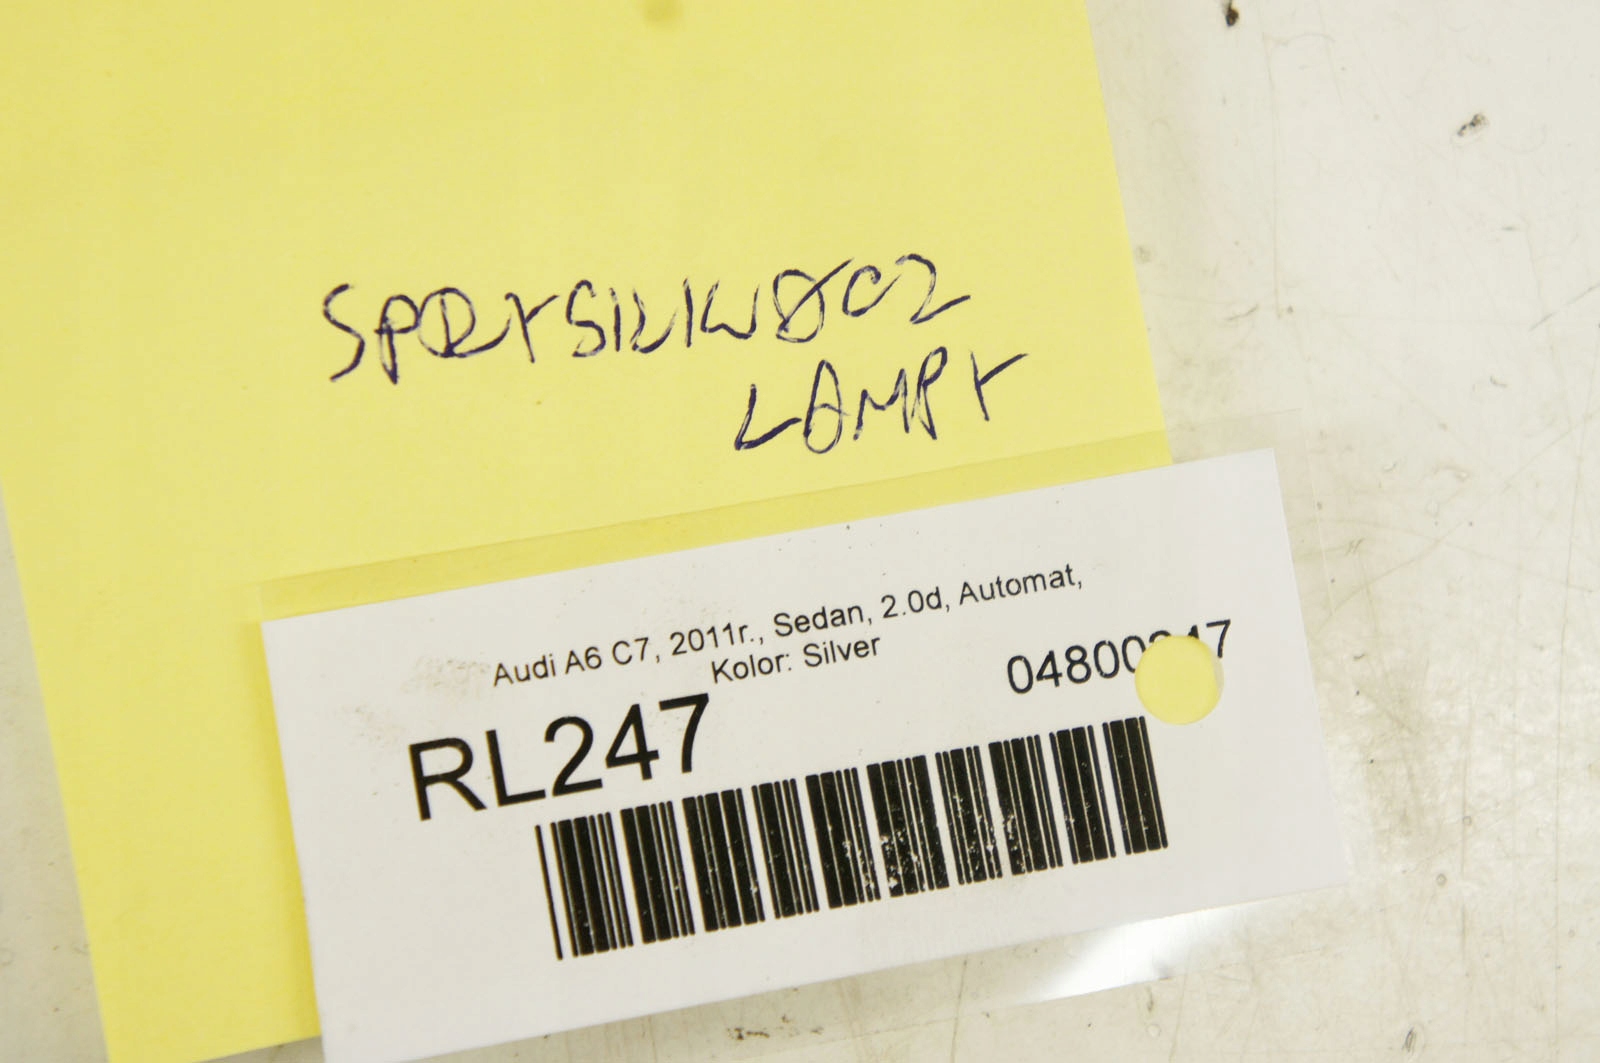 SPRYSKIWACZ
LAMPY
Audi A6 C7, 2011r., Sedan, 2.0d, Automat,
Kolor: Silver
RL247